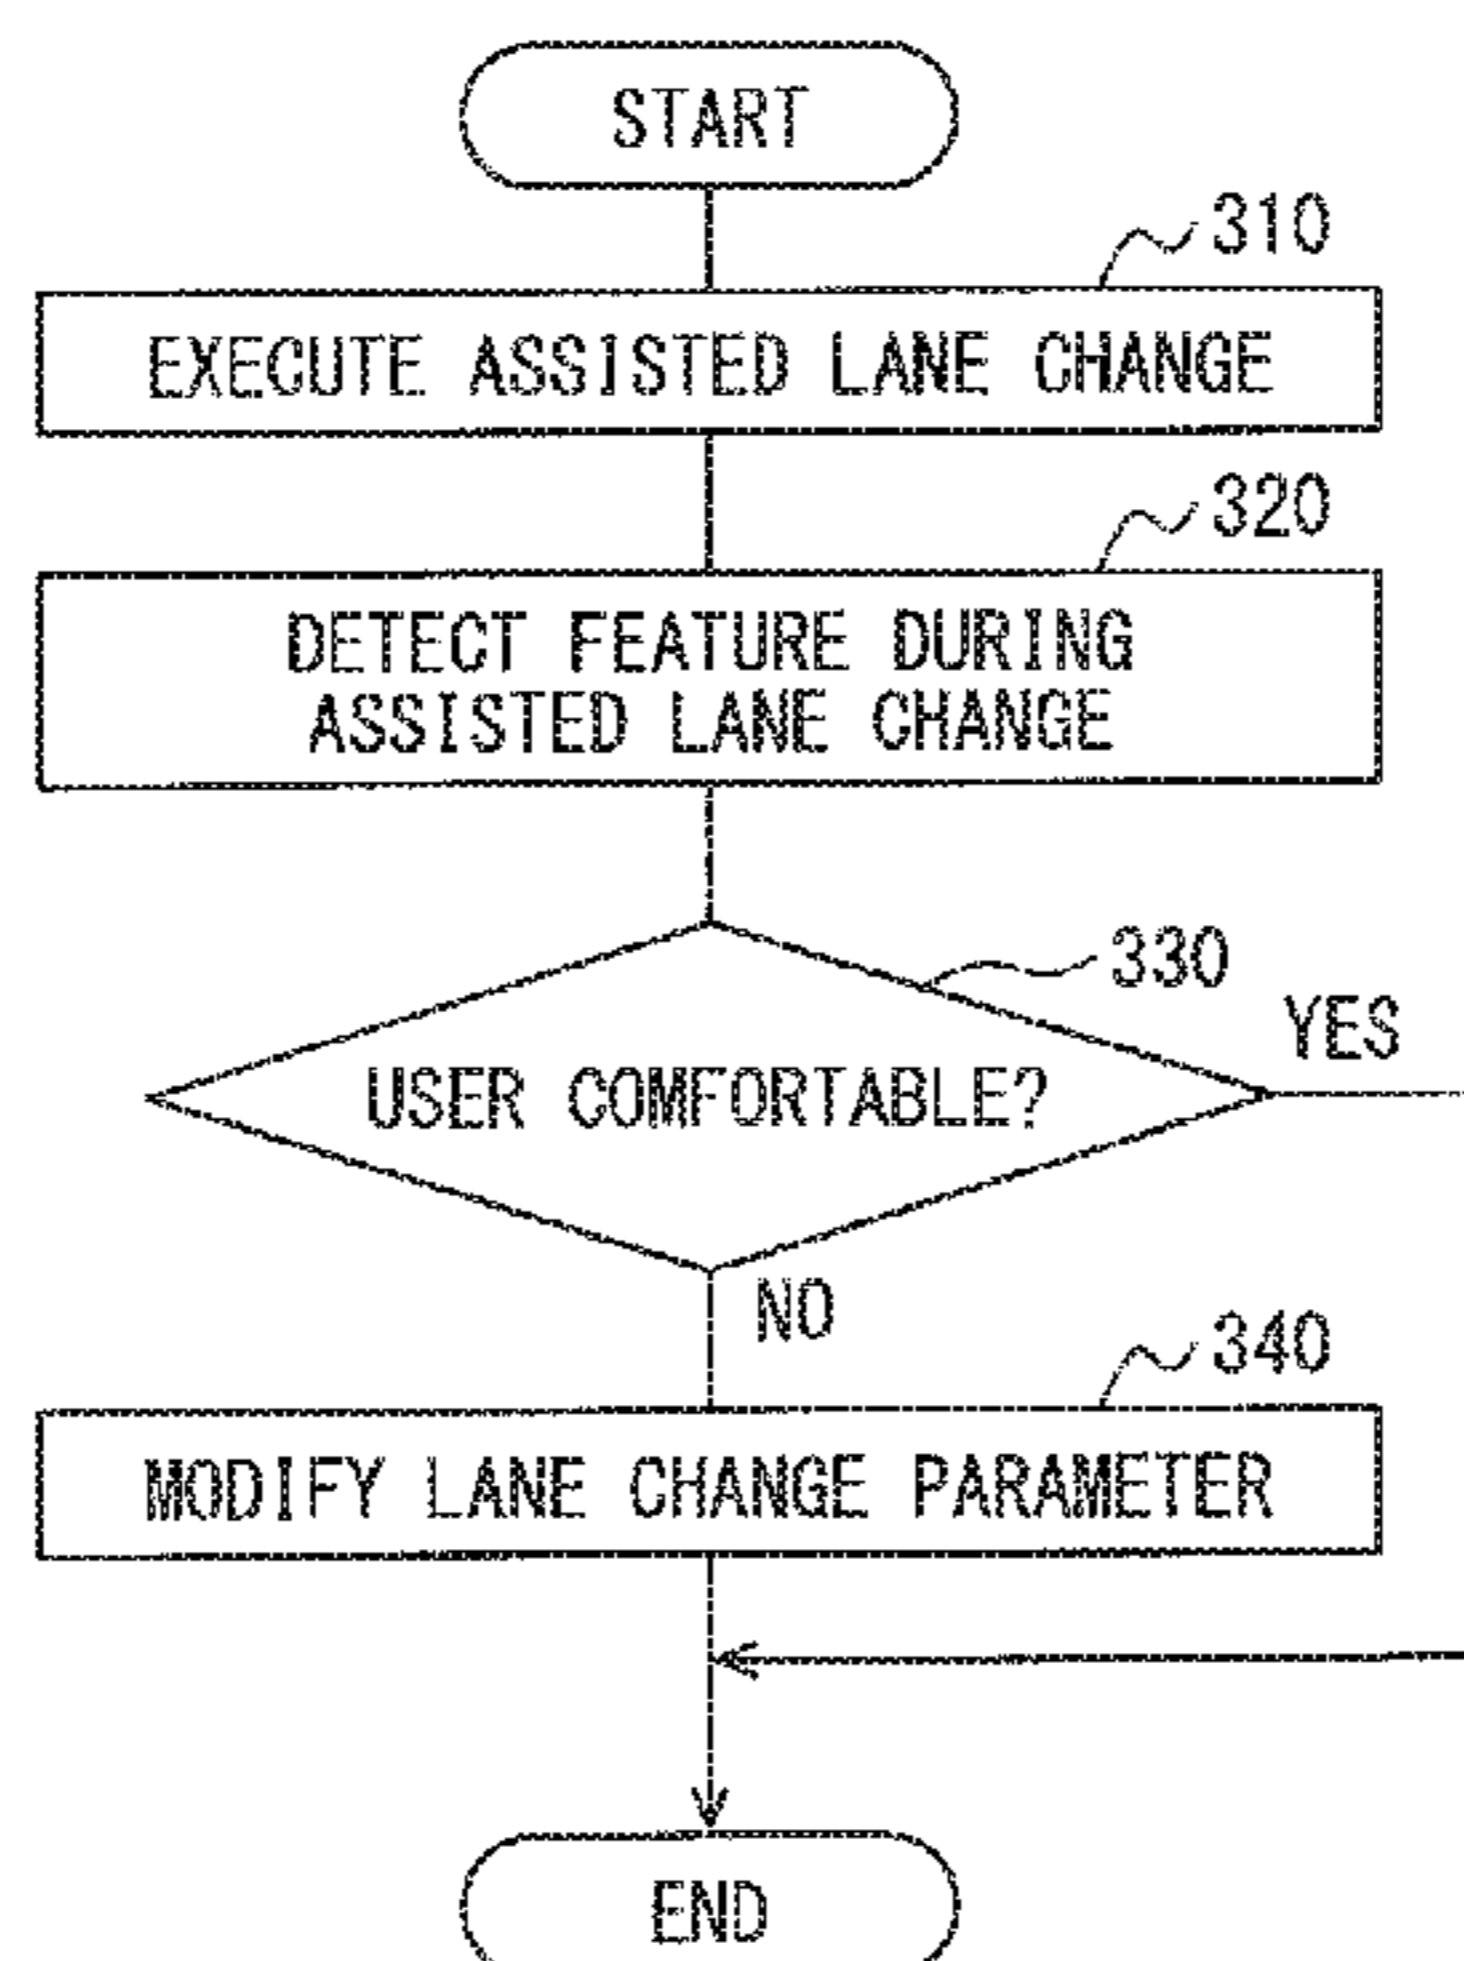 START
310
EXECUTE ASSISTED LANE CHANGE
320
DETECT FEATURE DURING
ASSISTED LANE CHANGE
330
YES
USER COMFORTABLE?
NO
340
MODIFY LANE CHANGE PARAMETER
END